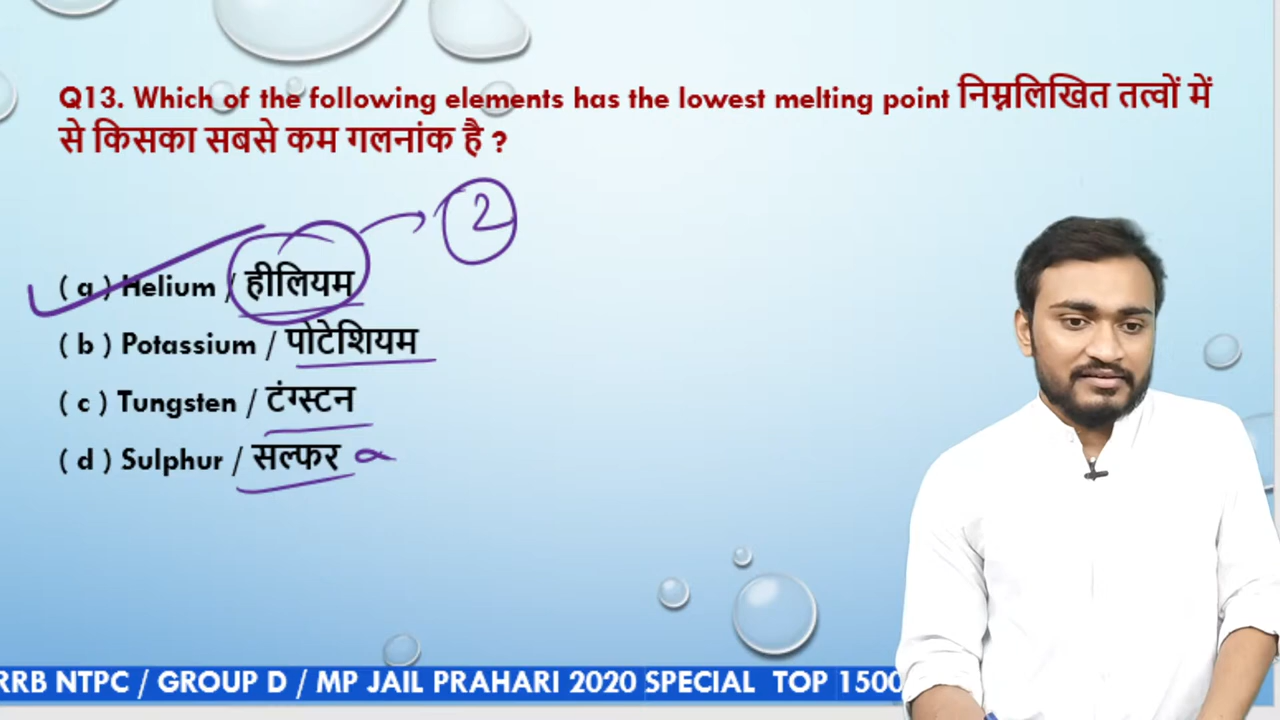 Q13. Which of the following elements has the lowest melting point निम्नलिखित तत्वों में
से किसका सबसे कम गलनांक है ?
2
( a ) Helium / हीलियम
( b ) Potassium / पोटेशियम
( c ) Tungsten / टंग्स्टन
( d ) Sulphur / सल्फर
RRB NTPC / GROUP D / MP JAIL PRAHARI 2020 SPECIAL TOP 1500